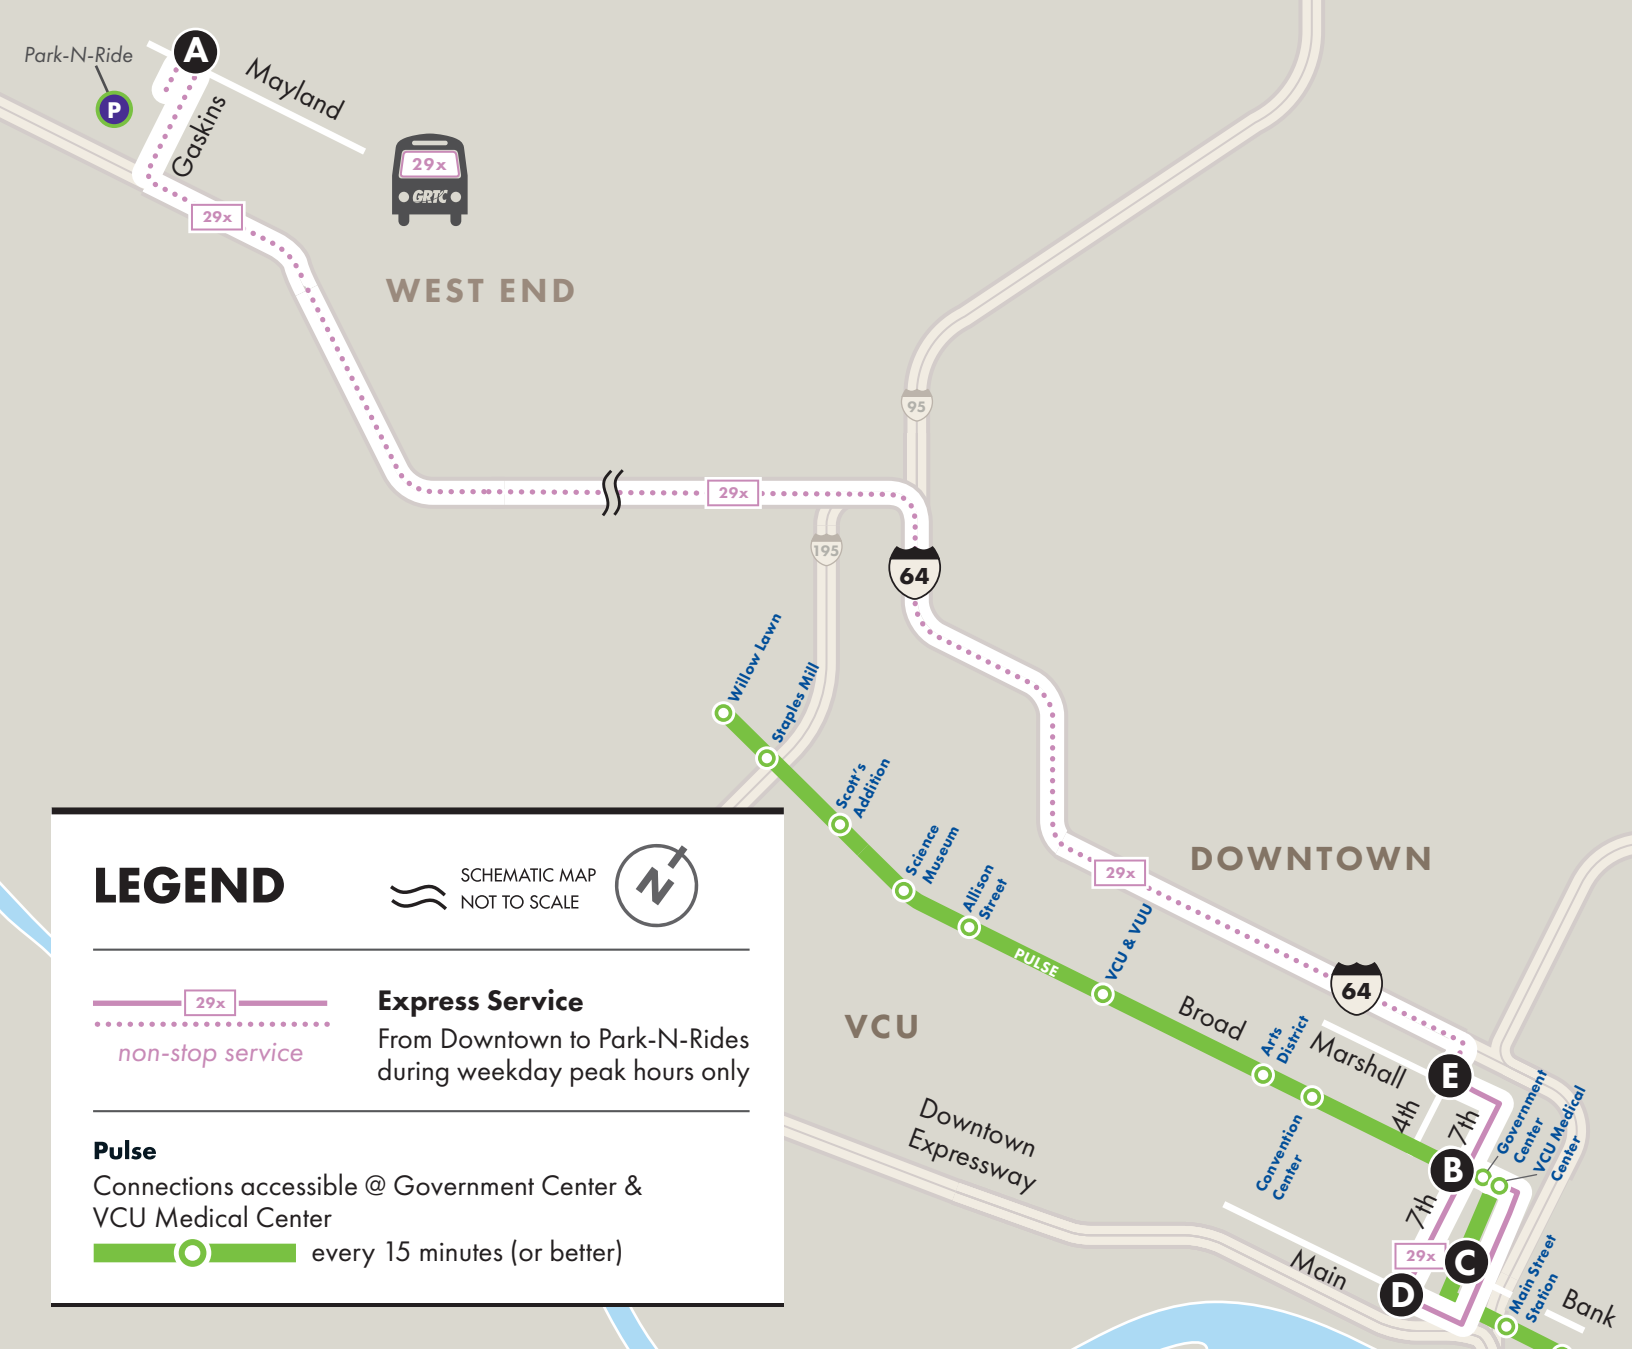 Park-N-Ride
P
A
Mayland
Gaskins
29x
29x
GRTC
WEST END
95
29x
195
64
Willow Lawn
Staples Mill
Scott's
Addition
Science
Museum
Allison
Street
PULSE
VCU & VUU
29x
DOWNTOWN
64
VCU
Broad
Arts
District
Marshall
E
4th
7th
Government
Center
VCU Medical
Center
Convention
Center
B
7th
Downtown
Expressway
29x
C
D
Main
Main Street
Station
Bank
LEGEND
SCHEMATIC MAP
NOT TO SCALE
N
29x
non-stop service
Express Service
From Downtown to Park-N-Rides
during weekday peak hours only
Pulse
Connections accessible @ Government Center &
VCU Medical Center
every 15 minutes (or better)